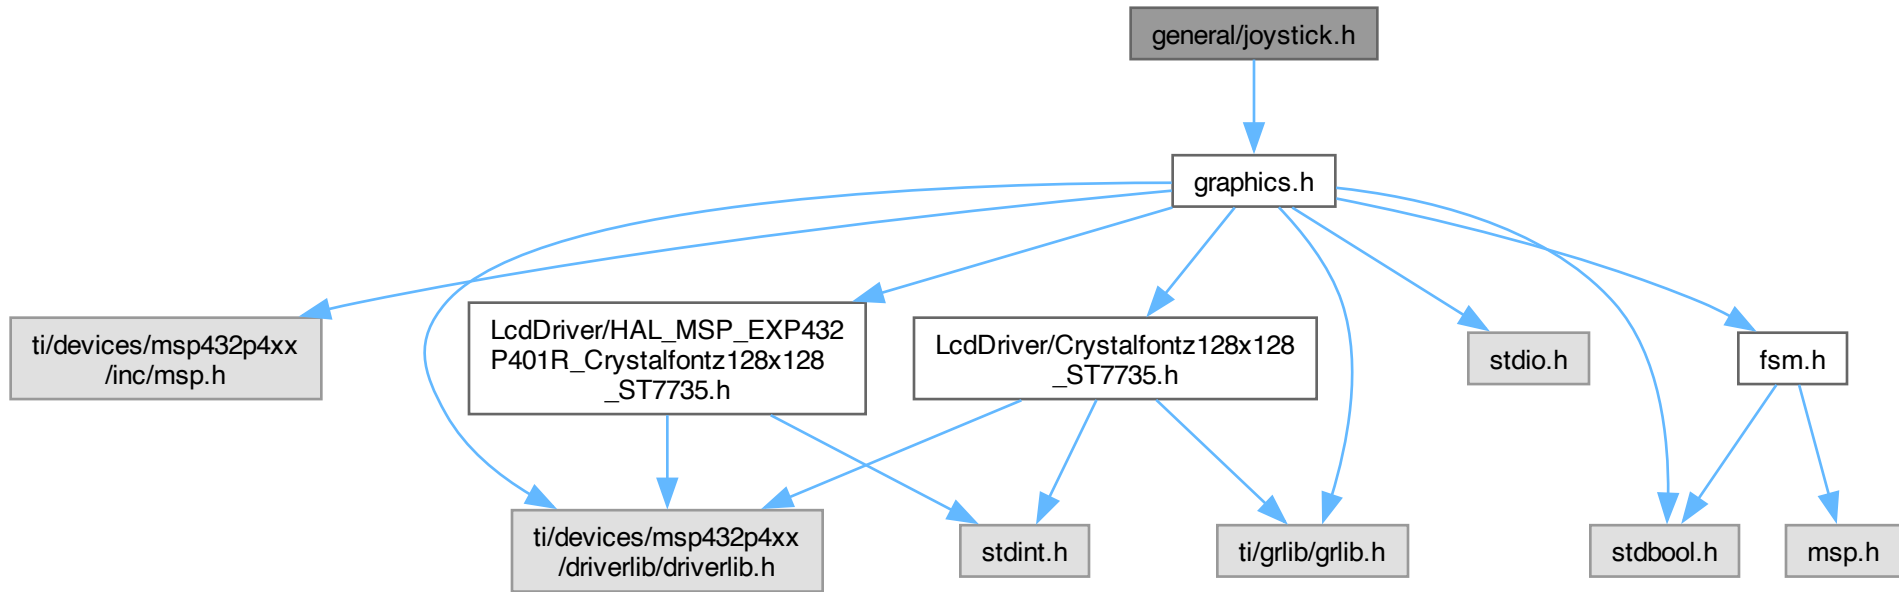 general/joystick.h
graphics.h
ti/devices/msp432p4xx
/inc/msp.h
LcdDriver/HAL_MSP_EXP432
P401R_Crystalfontz128x128
_ST7735.h
LcdDriver/Crystalfontz128x128
_ST7735.h
stdio.h
fsm.h
ti/devices/msp432p4xx
/driverlib/driverlib.h
stdint.h
ti/grlib/grlib.h
stdbool.h
msp.h